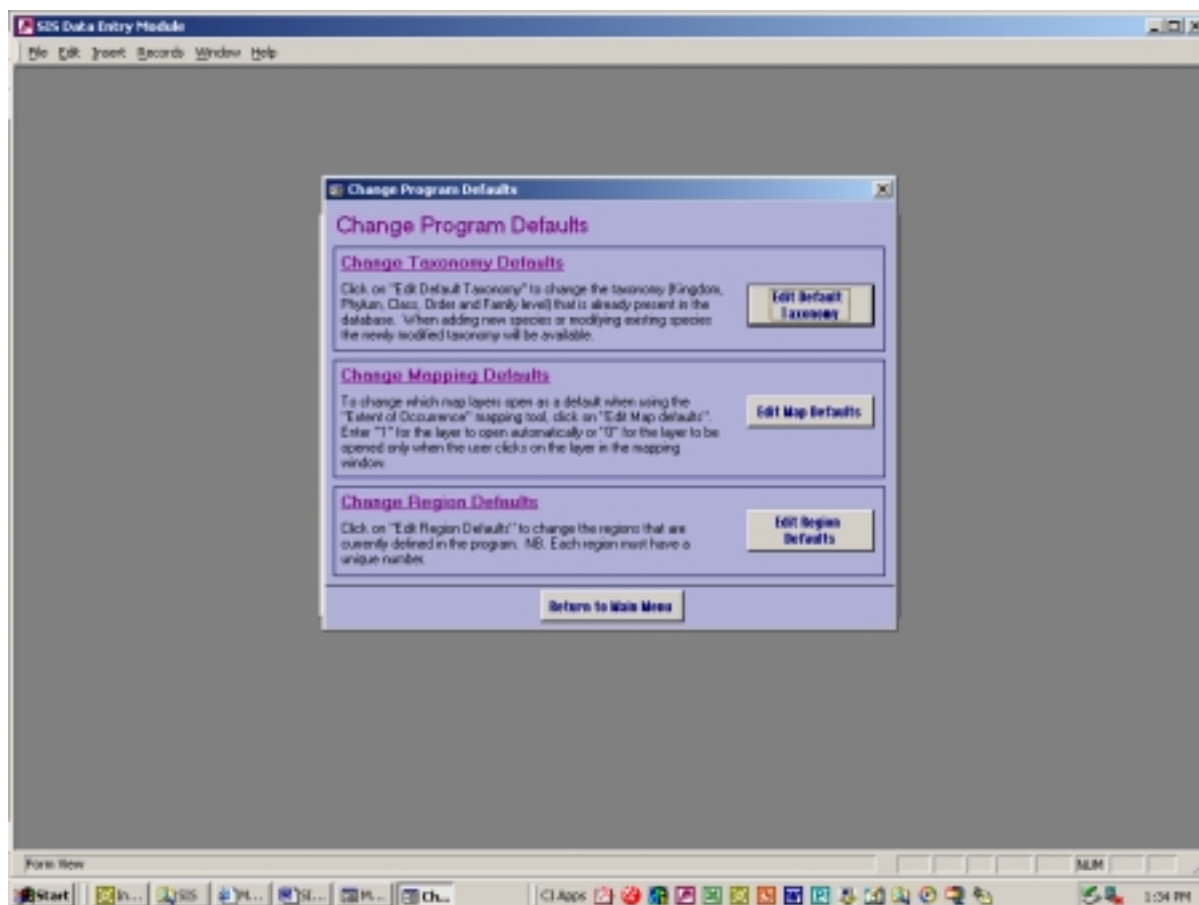 SIS Data Entry Module
File Edit Insert Records Window Help
Change Program Defaults
Change Program Defaults
Change Taxonomy Defaults
Click on "Edit Default Taxonomy" to change the taxonomy (Kingdom,
Phylum, Class, Order and Family level) that is already present in the
database. When adding new species or modifying existing species
the newly modified taxonomy will be available.
Edit Default
Taxonomy
Change Mapping Defaults
To change which map layers open as a default when using the
"Extent of Occurrence" mapping tool, click on "Edit Map defaults".
Enter "1" for the layer to open automatically or "0" for the layer to be
opened only when the user clicks on the layer in the mapping
window.
Edit Map Defaults
Change Region Defaults
Click on "Edit Region Defaults" to change the regions that are
currently defined in the program. NB. Each region must have a
unique number.
Edit Region
Defaults
Return to Main Menu
Form View
NUM
Start In... SIS M... SI... M... Ch... CI Apps 1:34 PM